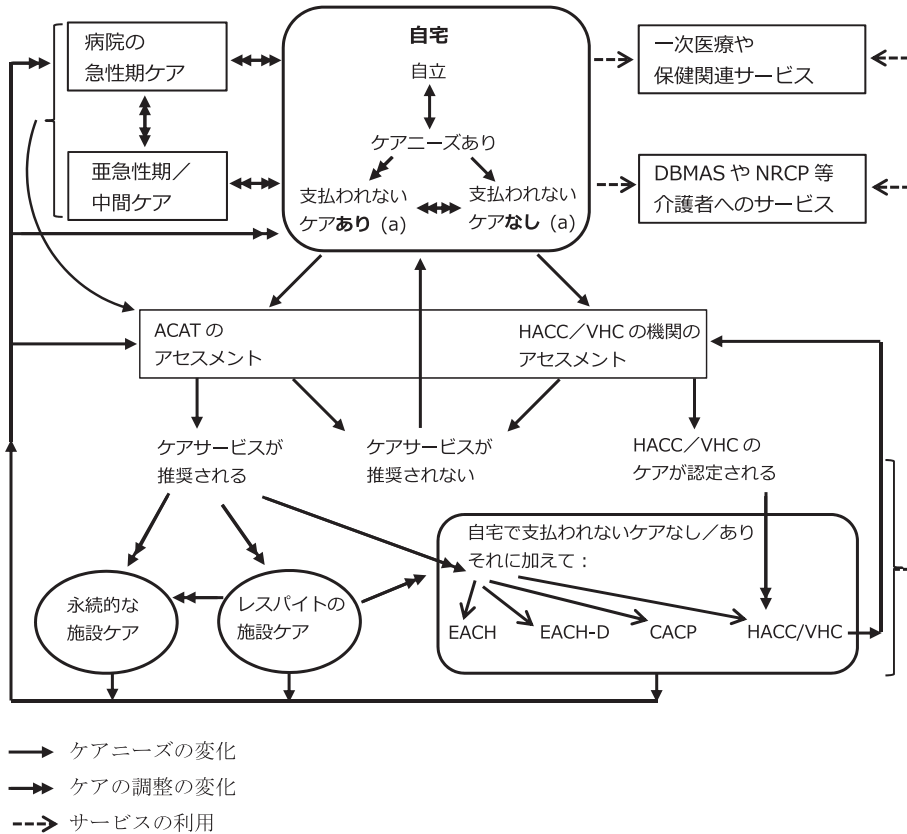 病院の
急性期ケア
亜急性期／
中間ケア
自宅
自立
ケアニーズあり
支払われない
ケアあり (a)
支払われない
ケアなし (a)
一次医療や
保健関連サービス
DBMAS や NRCP 等
介護者へのサービス
ACAT の
アセスメント
HACC／VHC の機関の
アセスメント
ケアサービスが
推奨される
ケアサービスが
推奨されない
HACC／VHC の
ケアが認定される
自宅で支払われないケアなし／あり
それに加えて：
EACH
EACH-D
CACP
HACC/VHC
永続的な
施設ケア
レスパイトの
施設ケア
ケアニーズの変化
ケアの調整の変化
サービスの利用